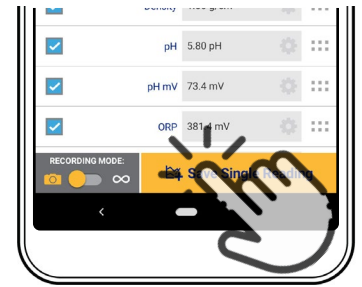 pH 5.80 pH
pH mV 73.4 mV
ORP 381.4 mV
RECORDING MODE:
Save Single Reading